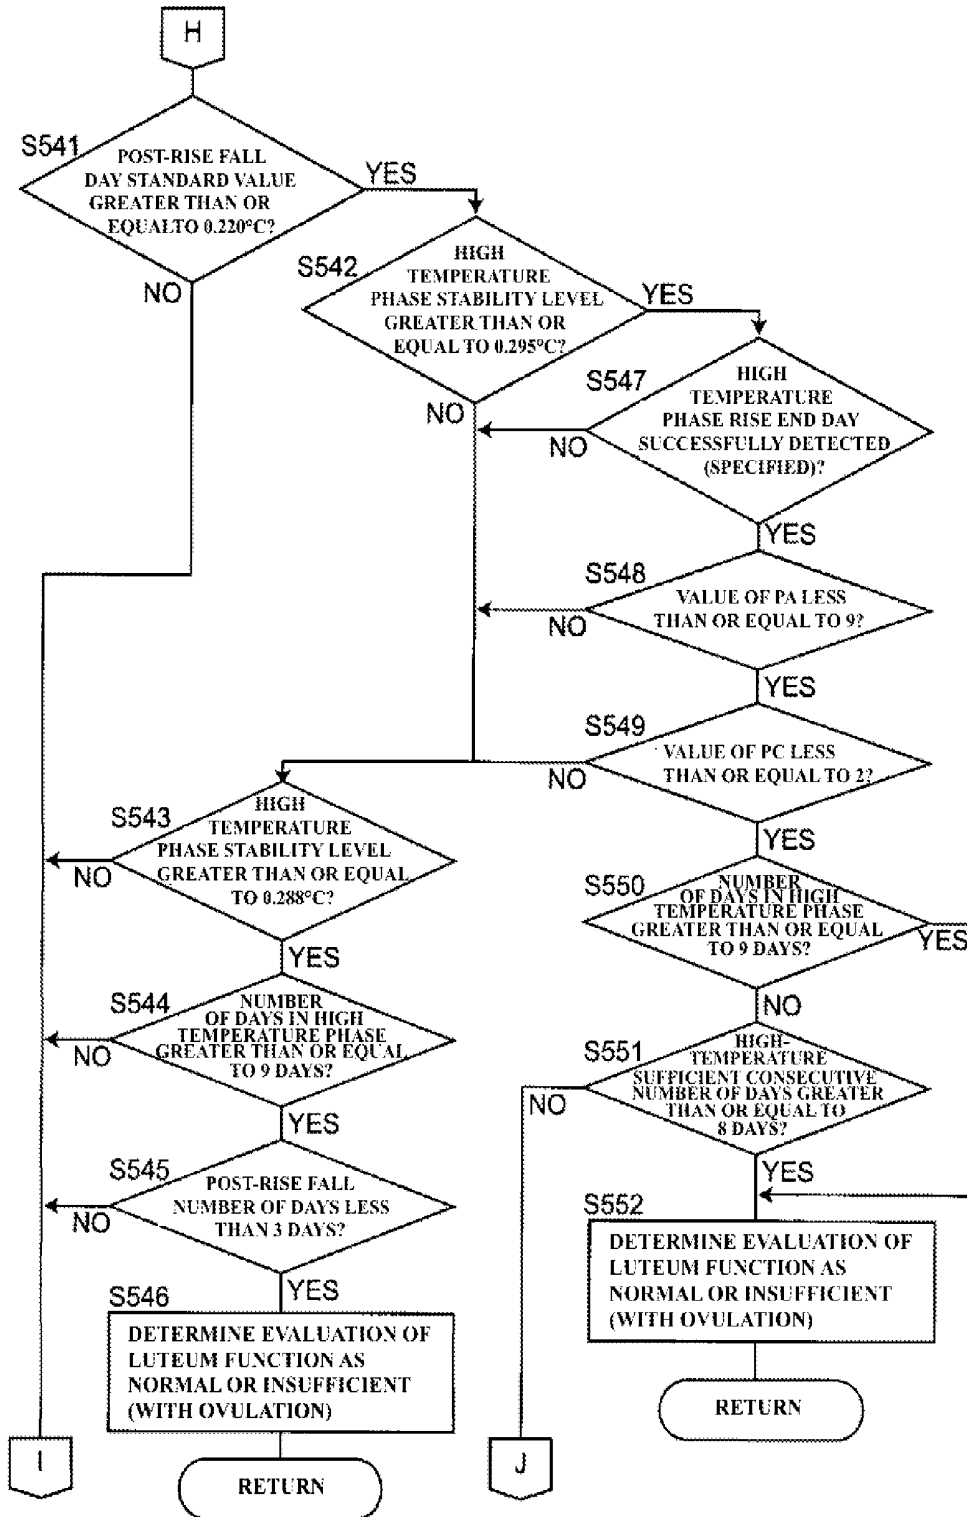 H
S541
POST-RISE FALL
DAY STANDARD VALUE
GREATER THAN OR
EQUALTO 0.220°C?
YES
NO
S542
HIGH
TEMPERATURE
PHASE STABILITY LEVEL
GREATER THAN OR
EQUAL TO 0.295°C?
YES
NO
S547
HIGH
TEMPERATURE
PHASE RISE END DAY
SUCCESSFULLY DETECTED
(SPECIFIED)?
NO
YES
S548
VALUE OF PA LESS
THAN OR EQUAL TO 9?
NO
YES
S549
VALUE OF PC LESS
THAN OR EQUAL TO 2?
NO
YES
S543
HIGH
TEMPERATURE
PHASE STABILITY LEVEL
GREATER THAN OR EQUAL
TO 0.288°C?
NO
YES
S550
NUMBER
OF DAYS IN HIGH
TEMPERATURE PHASE
GREATER THAN OR EQUAL
TO 9 DAYS?
YES
NO
S544
NUMBER
OF DAYS IN HIGH
TEMPERATURE PHASE
GREATER THAN OR EQUAL
TO 9 DAYS?
NO
YES
S551
HIGH-
TEMPERATURE
SUFFICIENT CONSECUTIVE
NUMBER OF DAYS GREATER
THAN OR EQUAL TO
8 DAYS?
NO
YES
S545
POST-RISE FALL
NUMBER OF DAYS LESS
THAN 3 DAYS?
NO
YES
S552
DETERMINE EVALUATION OF
LUTEUM FUNCTION AS
NORMAL OR INSUFFICIENT
(WITH OVULATION)
RETURN
S546
DETERMINE EVALUATION OF
LUTEUM FUNCTION AS
NORMAL OR INSUFFICIENT
(WITH OVULATION)
RETURN
I
J